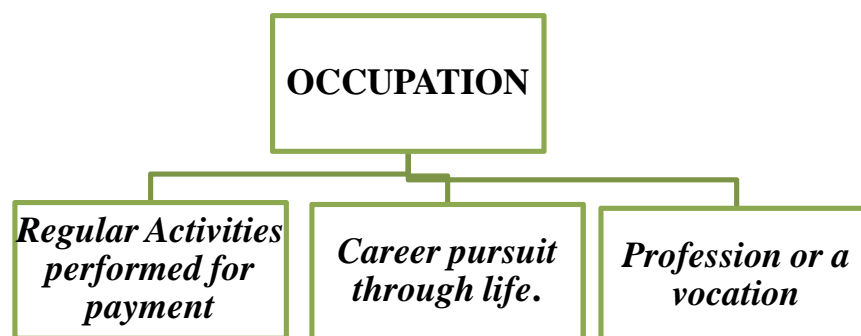 OCCUPATION
Regular Activities
performed for
payment
Career pursuit
through life.
Profession or a
vocation